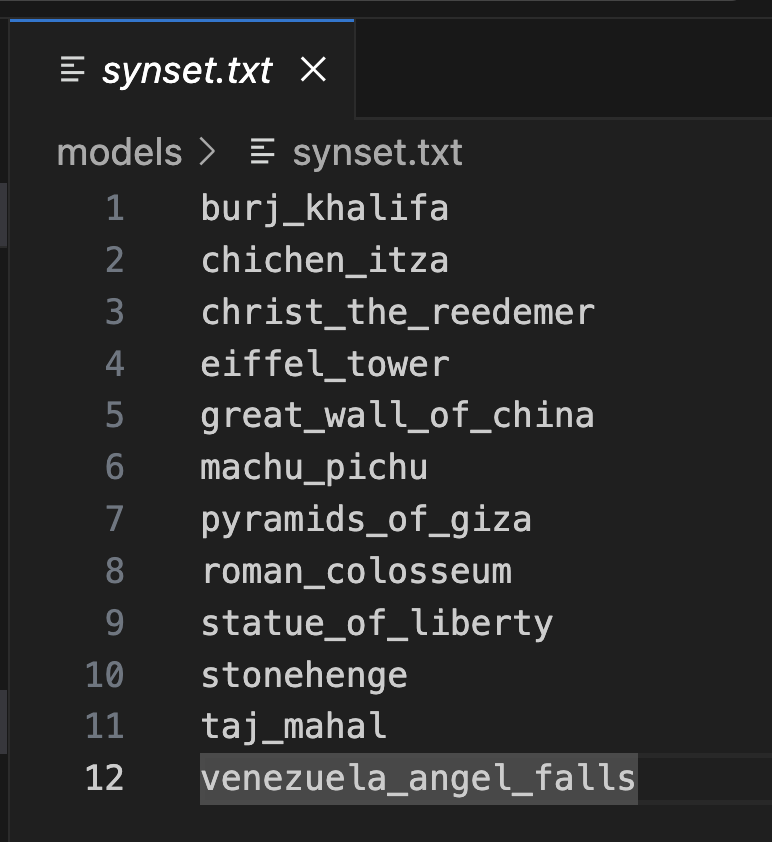 synset.txt
models > synset.txt
1 burj_khalifa
2 chichen_itza
3 christ_the_reedemer
4 eiffel_tower
5 great_wall_of_china
6 machu_pichu
7 pyramids_of_giza
8 roman_colosseum
9 statue_of_liberty
10 stonehenge
11 taj_mahal
12 venezuela_angel_falls